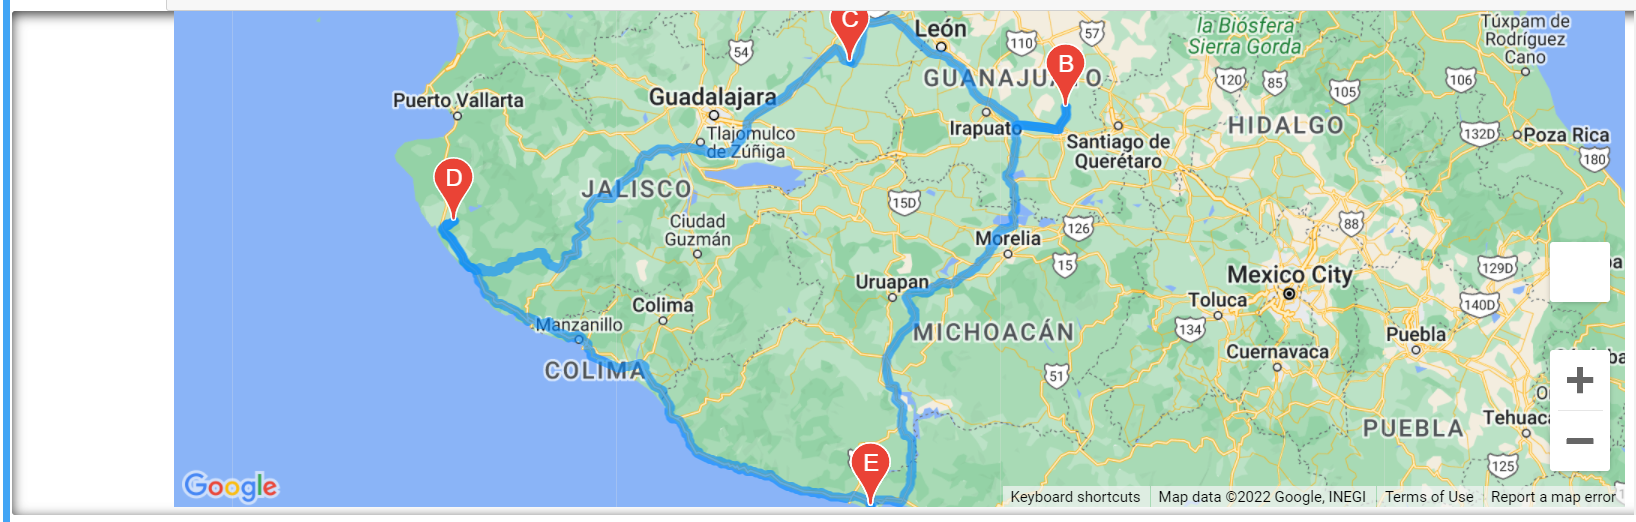 la Biósfera
Sierra Gorda
Túxpam de
Rodríguez
Cano
C
León
110
57
54
B
GUANAJUATO
120
85
105
106
Puerto Vallarta
Guadalajara
Irapuato
HIDALGO
132D
Poza Rica
Tlajomulco
de Zúñiga
Santiago de
Querétaro
180
D
JALISCO
15D
Ciudad
Guzmán
Morelia
126
88
15
Mexico City
129D
Uruapan
Toluca
140D
Colima
Manzanillo
MICHOACÁN
134
Puebla
Cuernavaca
COLIMA
51
Tehuac
PUEBLA
E
125
Google
Keyboard shortcuts
Map data ©2022 Google, INEGI
Terms of Use
Report a map error